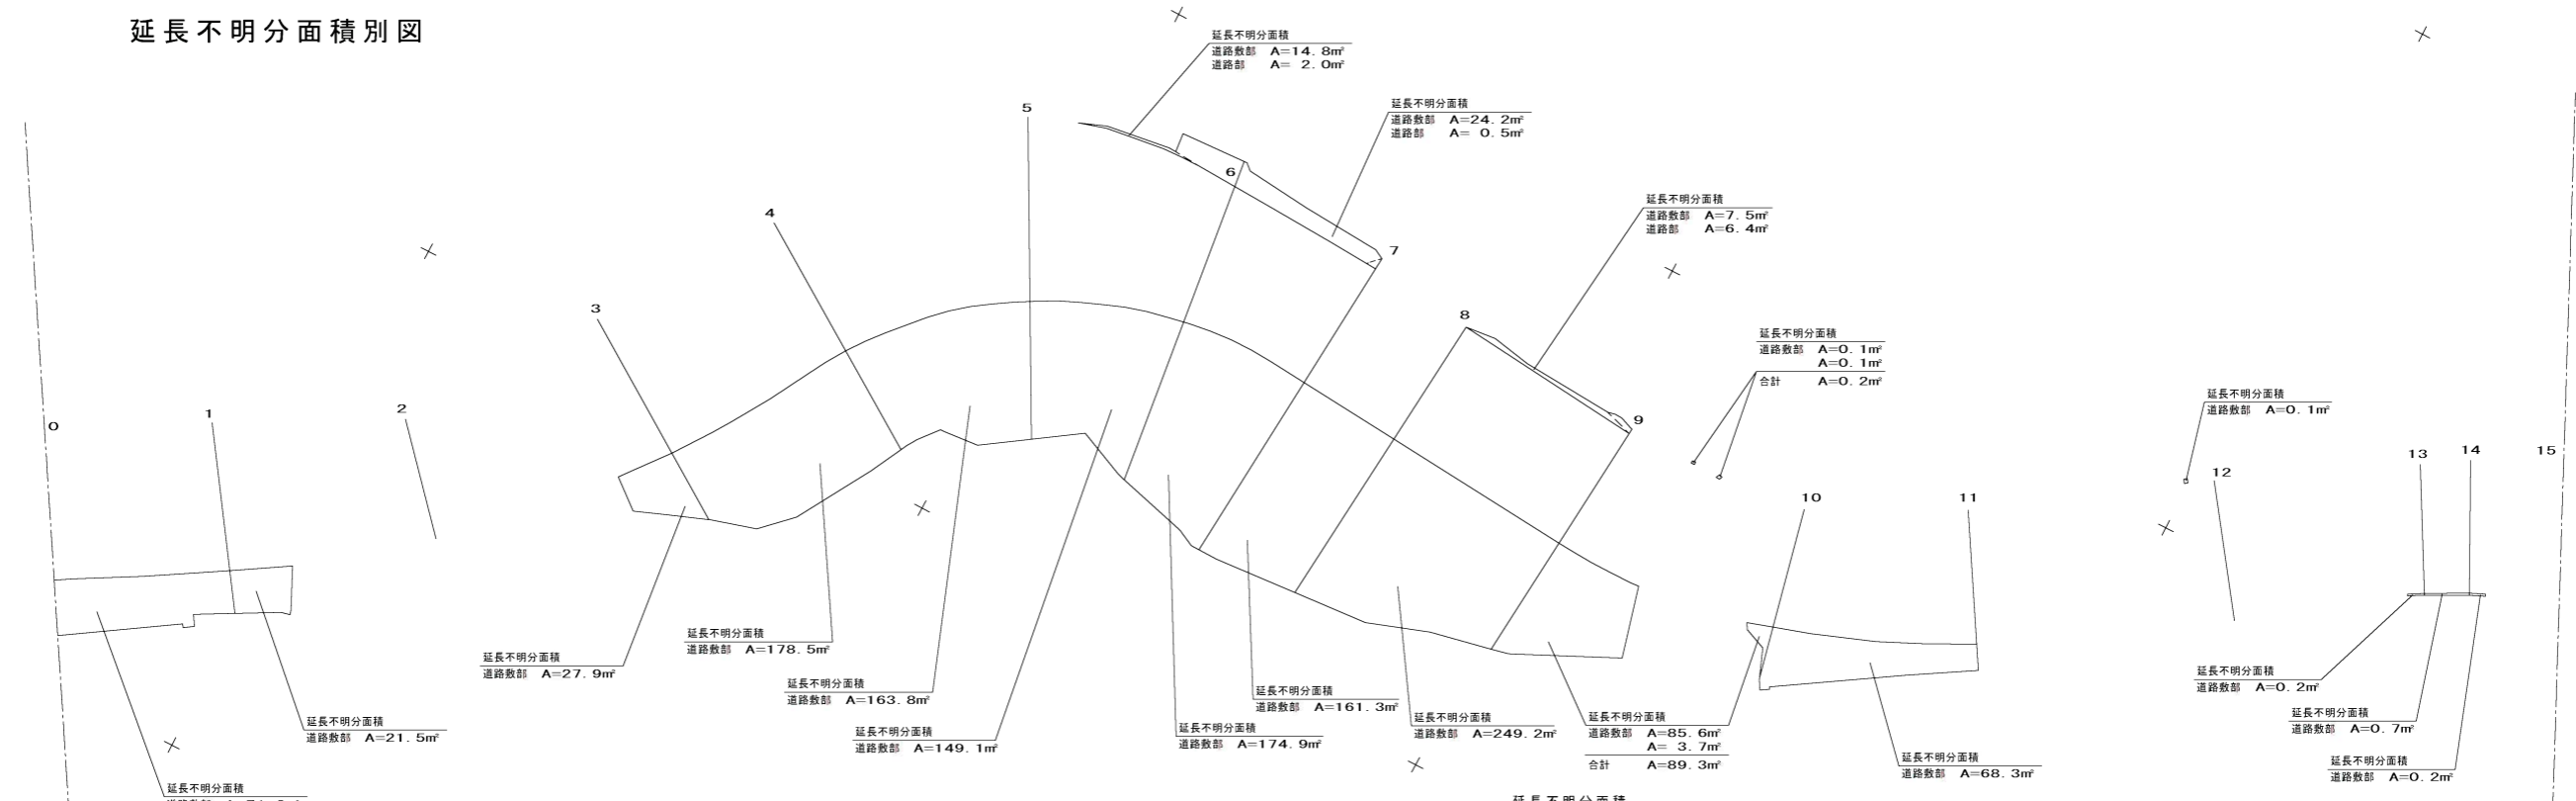 延長不明分面積別図
延長不明分面積
道路敷部 A=14.8㎡
道路部 A= 2.0㎡
延長不明分面積
道路敷部 A=24.2㎡
道路部 A= 0.5㎡
5
6
7
延長不明分面積
道路敷部 A=7.5㎡
道路部 A=6.4㎡
4
3
8
延長不明分面積
道路敷部 A=0.1㎡
A=0.1㎡
合計 A=0.2㎡
延長不明分面積
道路敷部 A=0.1㎡
0
1
2
9
10
11
12
13
14
15
延長不明分面積
道路敷部 A=27.9㎡
延長不明分面積
道路敷部 A=178.5㎡
延長不明分面積
道路敷部 A=163.8㎡
延長不明分面積
道路敷部 A=149.1㎡
延長不明分面積
道路敷部 A=174.9㎡
延長不明分面積
道路敷部 A=161.3㎡
延長不明分面積
道路敷部 A=249.2㎡
延長不明分面積
道路敷部 A=85.6㎡
A= 3.7㎡
合計 A=89.3㎡
延長不明分面積
道路敷部 A=68.3㎡
延長不明分面積
道路敷部 A=0.2㎡
延長不明分面積
道路敷部 A=0.7㎡
延長不明分面積
道路敷部 A=0.2㎡
延長不明分面積
道路敷部 A=21.5㎡
延長不明分面積
延長不明分面積